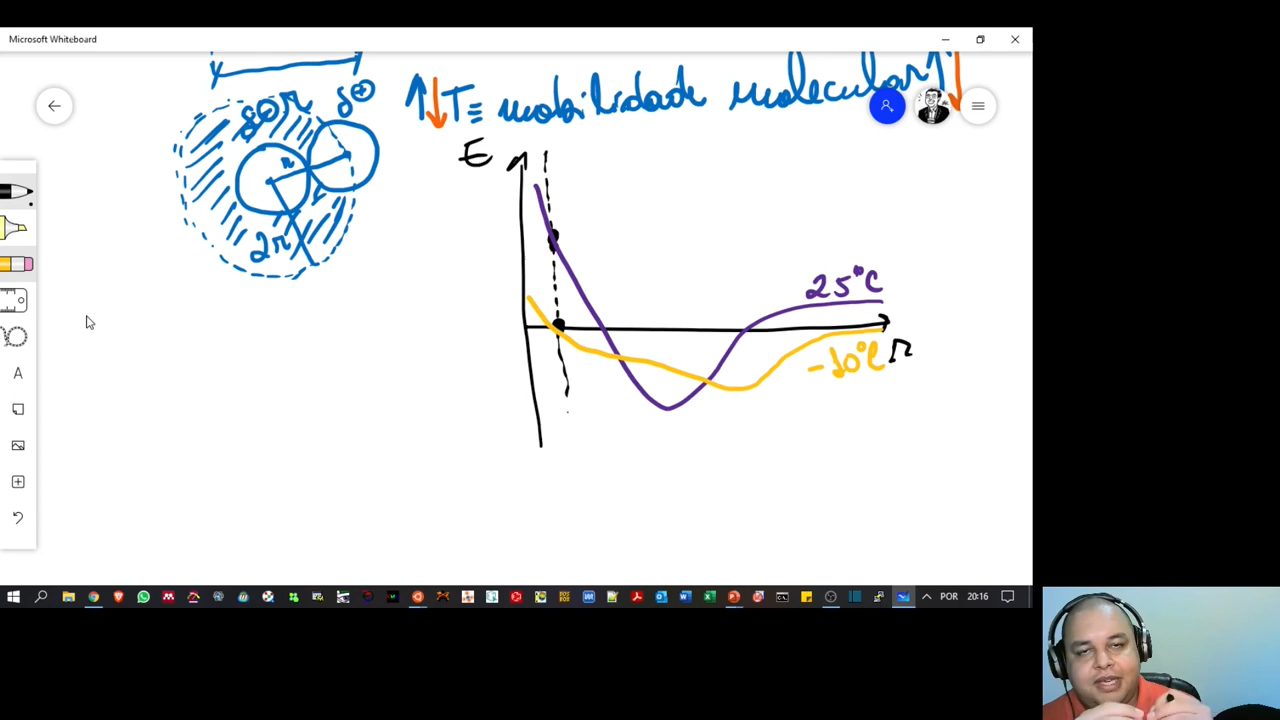 Microsoft Whiteboard
↑↓T≡ mobilidade molecular↑↓
δ⊕
r
2r
E
25°C
-10°C
r
A
POR 20:16